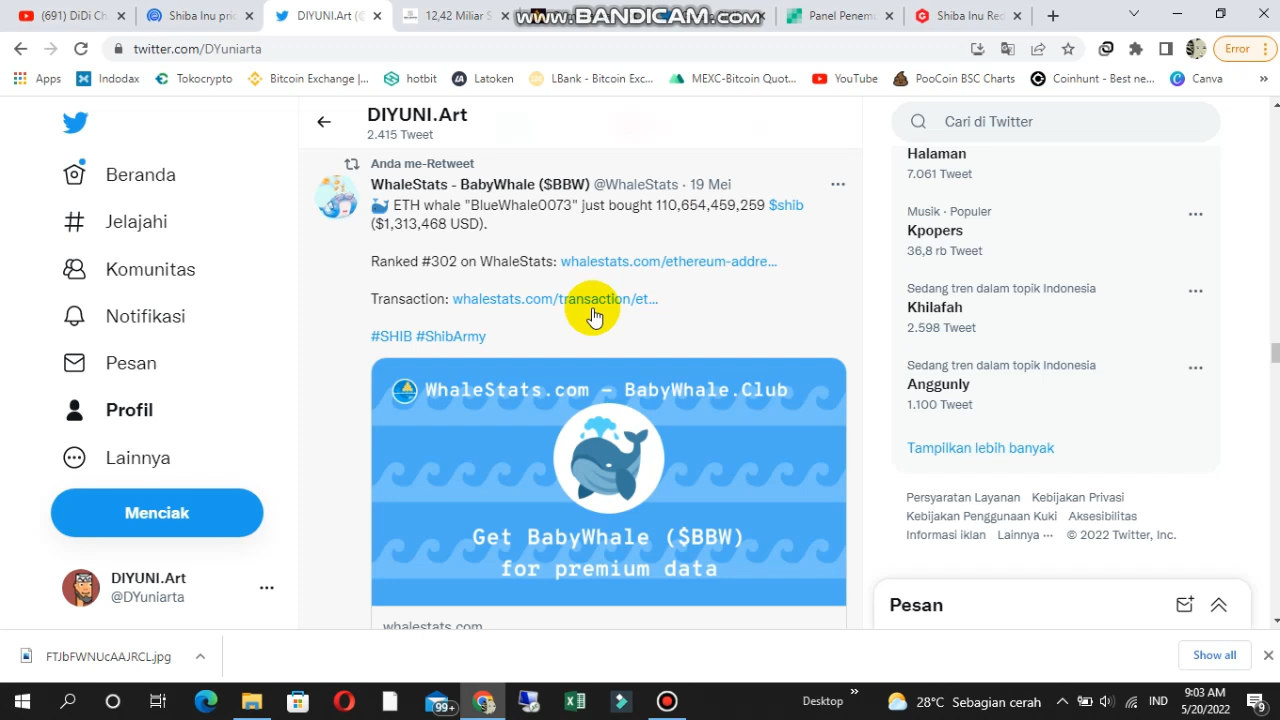 (691) DiDi Ch
Shiba Inu pric
DIYUNI.Art (
12,42 Miliar S
www.BANDICAM.com
Panel Penem
Shiba Inu Red
twitter.com/DYuniarta
Error
Apps
Indodax
Tokocrypto
Bitcoin Exchange |...
hotbit
Latoken
LBank - Bitcoin Exc...
MEXC-Bitcoin Quot...
YouTube
PooCoin BSC Charts
Coinhunt - Best ne...
Canva
»
Beranda
Jelajahi
Komunitas
Notifikasi
Pesan
Profil
Lainnya
Menciak
DIYUNI.Art
@DYuniarta
DIYUNI.Art
2.415 Tweet
Anda me-Retweet
WhaleStats - BabyWhale ($BBW) @WhaleStats · 19 Mei
🐳 ETH whale "BlueWhale0073" just bought 110,654,459,259 $shib
($1,313,468 USD).
Ranked #302 on WhaleStats: whalestats.com/ethereum-addre...
Transaction: whalestats.com/transaction/et...
#SHIB #ShibArmy
WhaleStats.com – BabyWhale.Club
Get BabyWhale ($BBW)
for premium data
whalestats.com
Cari di Twitter
Halaman
7.061 Tweet
Musik · Populer
Kpopers
36,8 rb Tweet
Sedang tren dalam topik Indonesia
Khilafah
2.598 Tweet
Sedang tren dalam topik Indonesia
Anggunly
1.100 Tweet
Tampilkan lebih banyak
Persyaratan Layanan Kebijakan Privasi
Kebijakan Penggunaan Kuki Aksesibilitas
Informasi iklan Lainnya ··· © 2022 Twitter, Inc.
Pesan
FTJbFWNUcAAJRCL.jpg
Show all
99+
Desktop
»
28°C Sebagian cerah
IND
9:03 AM
5/20/2022
9